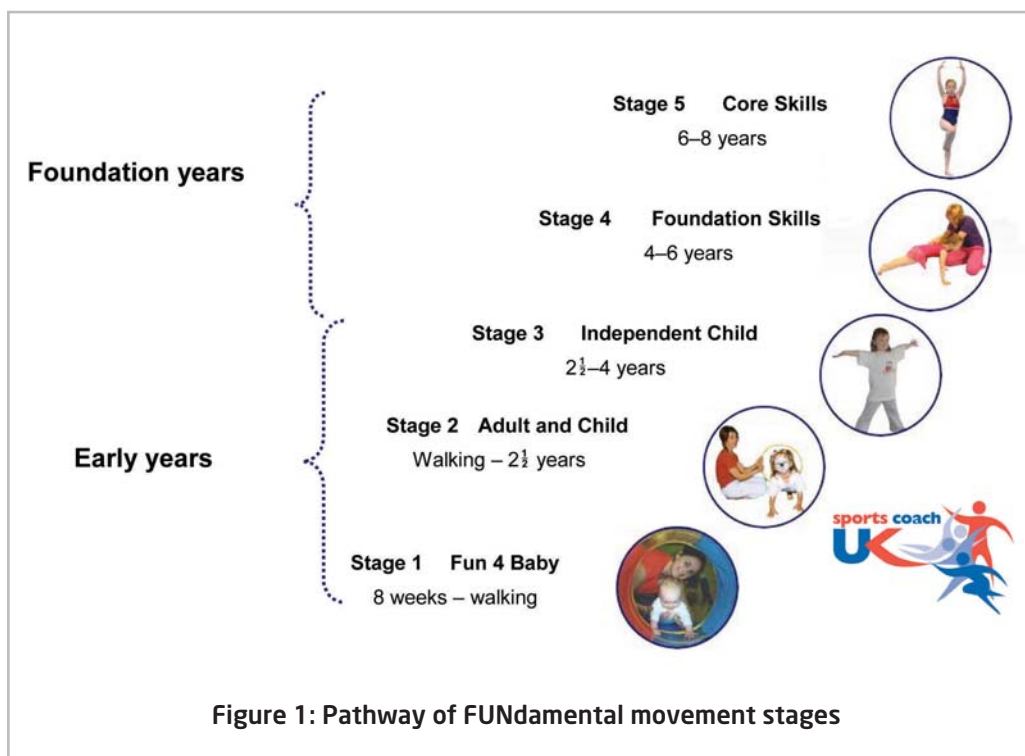 Foundation years
Stage 5 Core Skills
6–8 years
Stage 4 Foundation Skills
4–6 years
Early years
Stage 3 Independent Child
2½–4 years
Stage 2 Adult and Child
Walking – 2½ years
Stage 1 Fun 4 Baby
8 weeks – walking
sports coach
UK
Figure 1: Pathway of FUNdamental movement stages